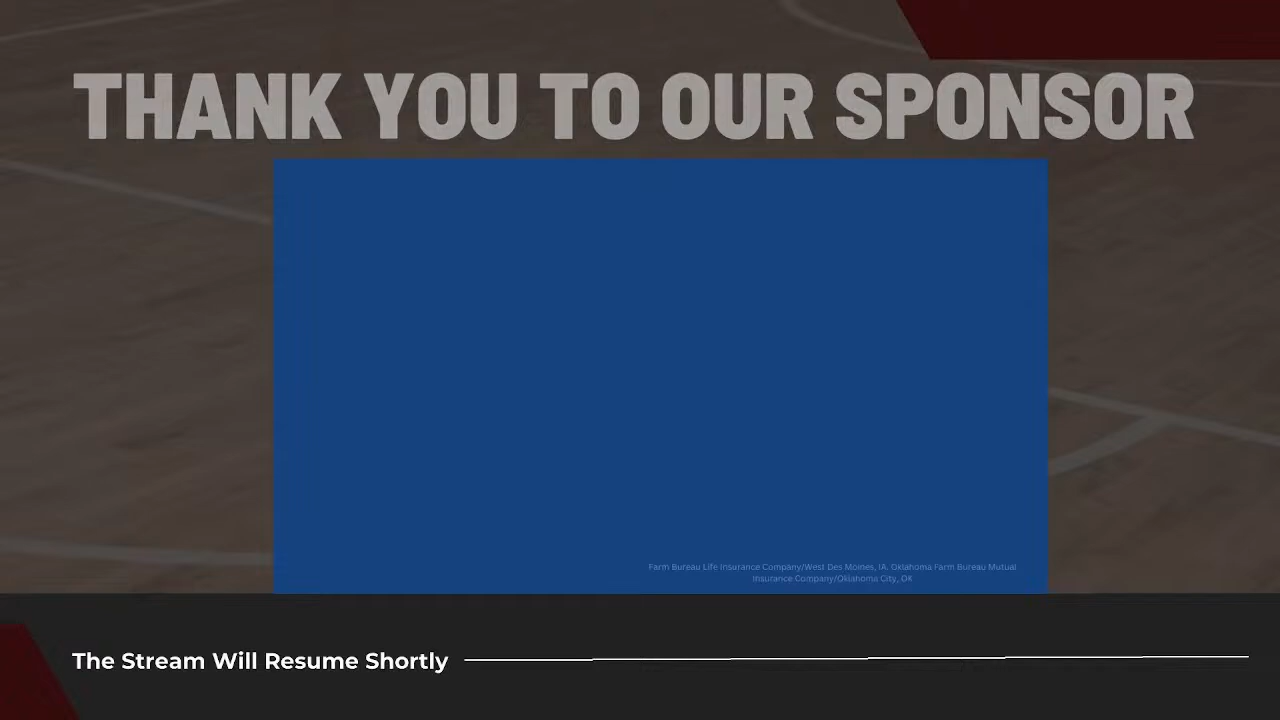 THANK YOU TO OUR SPONSOR
Farm Bureau Life Insurance Company/West Des Moines, IA. Oklahoma Farm Bureau Mutual
Insurance Company/Oklahoma City, OK
The Stream Will Resume Shortly